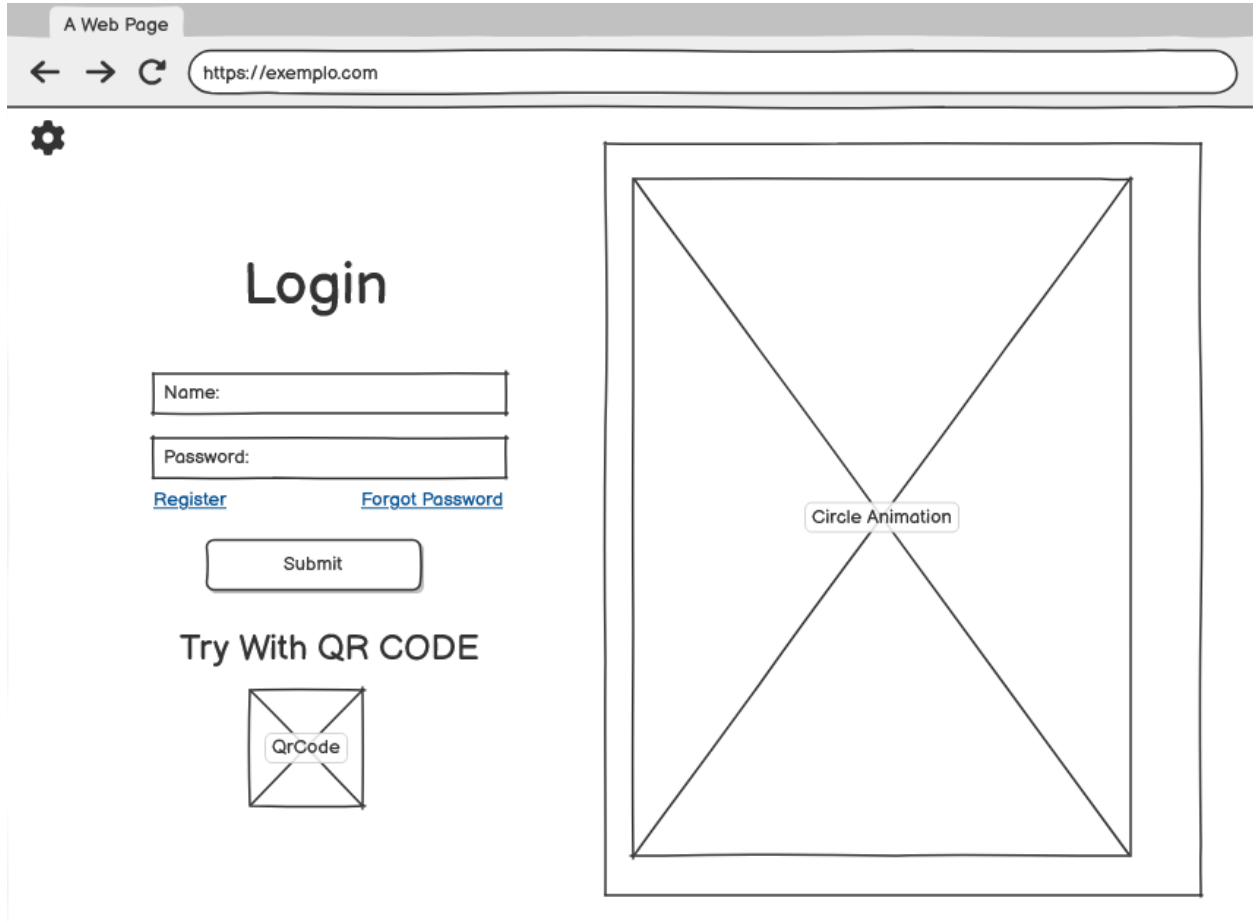 A Web Page
https://exemplo.com
Login
Name:
Password:
Register
Forgot Password
Submit
Try With QR CODE
QrCode
Circle Animation